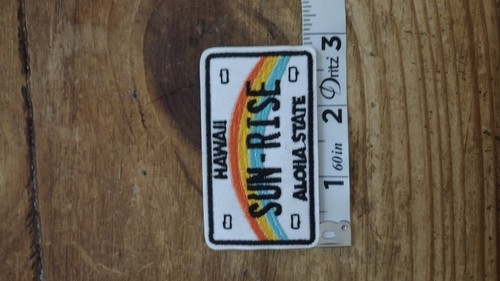 HAWAII
SUN-RISE
ALOHA STATE
1 2 3
60 in
Dritz